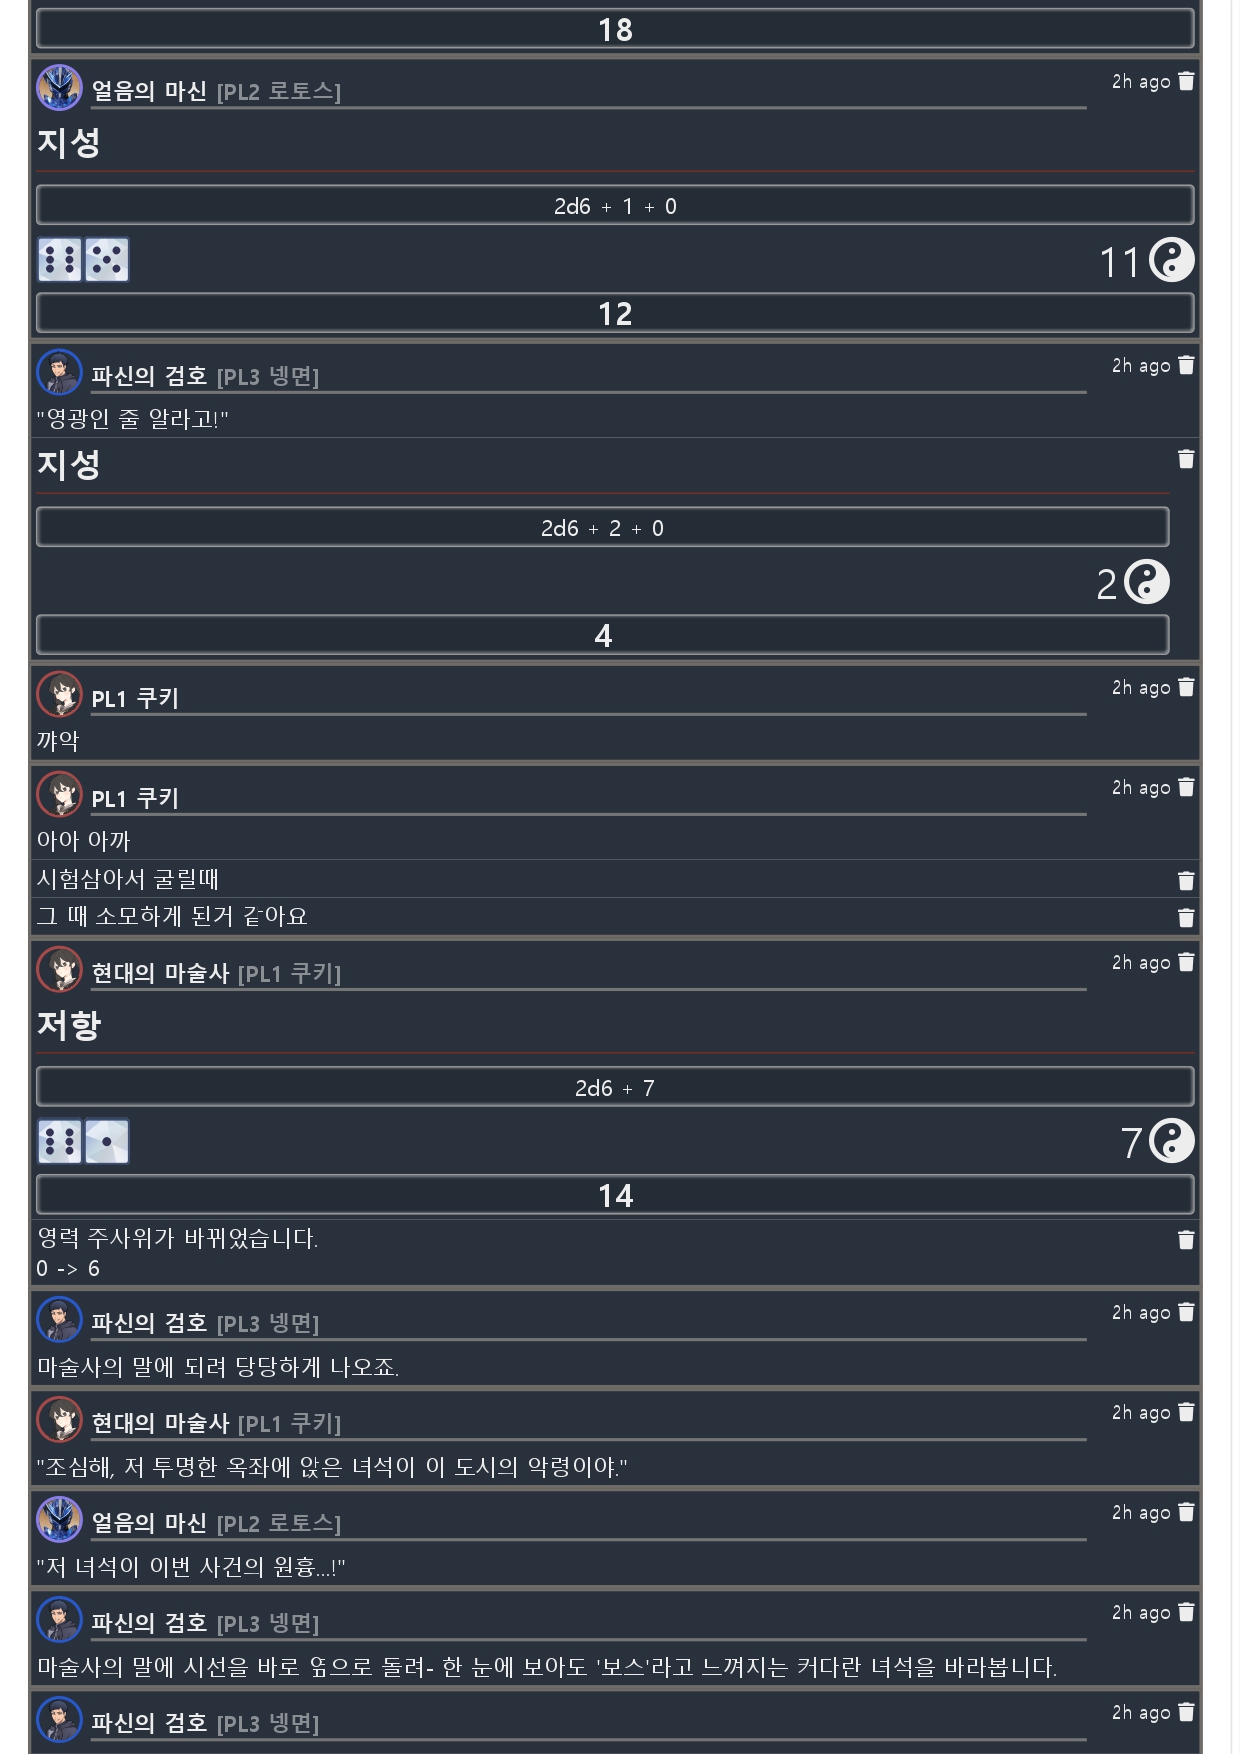 18
얼음의 마신 [PL2 로토스]
2h ago
지성
2d6 + 1 + 0
11
12
파신의 검호 [PL3 넹면]
2h ago
"영광인 줄 알라고!"
지성
2d6 + 2 + 0
2
4
PL1 쿠키
2h ago
꺄악
PL1 쿠키
2h ago
아아 아까
시험삼아서 굴릴때
그 때 소모하게 된거 같아요
현대의 마술사 [PL1 쿠키]
2h ago
저항
2d6 + 7
7
14
영력 주사위가 바뀌었습니다.
0 -> 6
파신의 검호 [PL3 넹면]
2h ago
마술사의 말에 되려 당당하게 나오죠.
현대의 마술사 [PL1 쿠키]
2h ago
"조심해, 저 투명한 옥좌에 앉은 녀석이 이 도시의 악령이야."
얼음의 마신 [PL2 로토스]
2h ago
"저 녀석이 이번 사건의 원흉...!"
파신의 검호 [PL3 넹면]
2h ago
마술사의 말에 시선을 바로 옆으로 돌려- 한 눈에 보아도 '보스'라고 느껴지는 커다란 녀석을 바라봅니다.
파신의 검호 [PL3 넹면]
2h ago